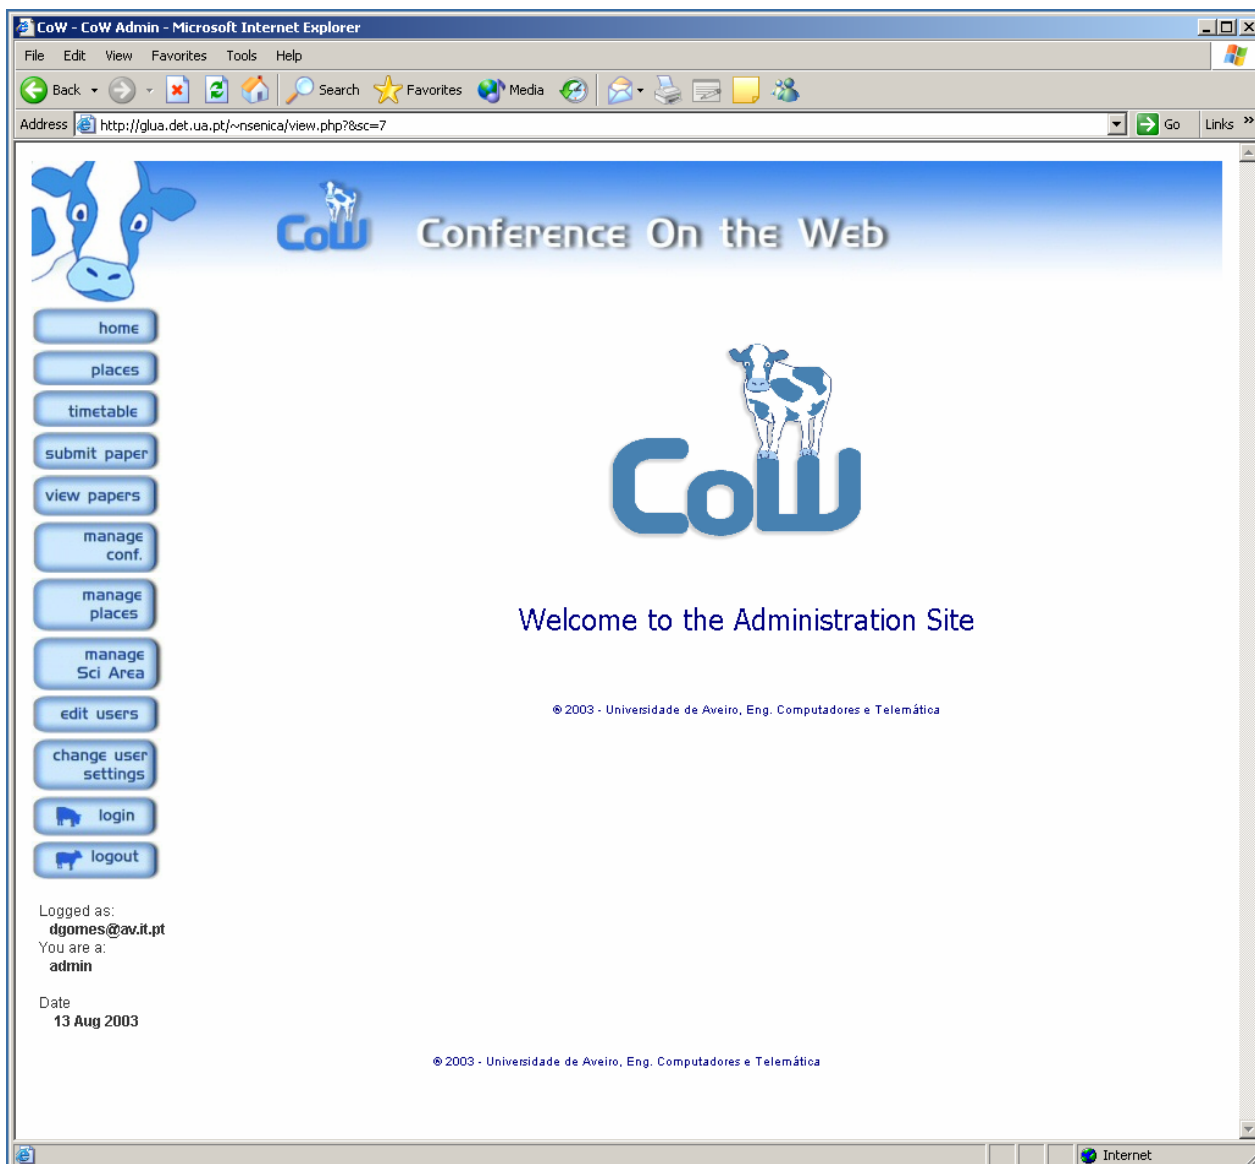 CoW - CoW Admin - Microsoft Internet Explorer
File Edit View Favorites Tools Help
Back Search Favorites Media
Address http://glua.det.ua.pt/~nsenica/view.php?&sc=7 Go Links »
CoW Conference On the Web
home
places
timetable
submit paper
view papers
manage
conf.
manage
places
manage
Sci Area
edit users
change user
settings
login
logout
Logged as:
dgomes@av.it.pt
You are a:
admin
Date
13 Aug 2003
CoW
Welcome to the Administration Site
® 2003 - Universidade de Aveiro, Eng. Computadores e Telemática
® 2003 - Universidade de Aveiro, Eng. Computadores e Telemática
Internet